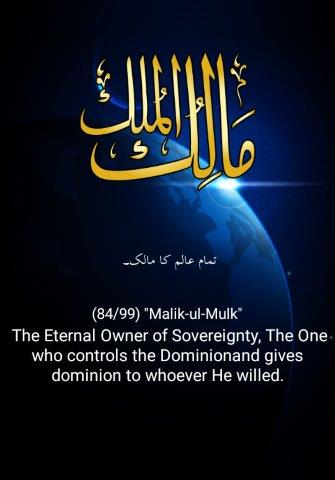 مَالِكُ الْمُلْكِ
تمام عالم کا مالک۔
(84/99) "Malik-ul-Mulk"
The Eternal Owner of Sovereignty, The One
who controls the Dominionand gives
dominion to whoever He willed.